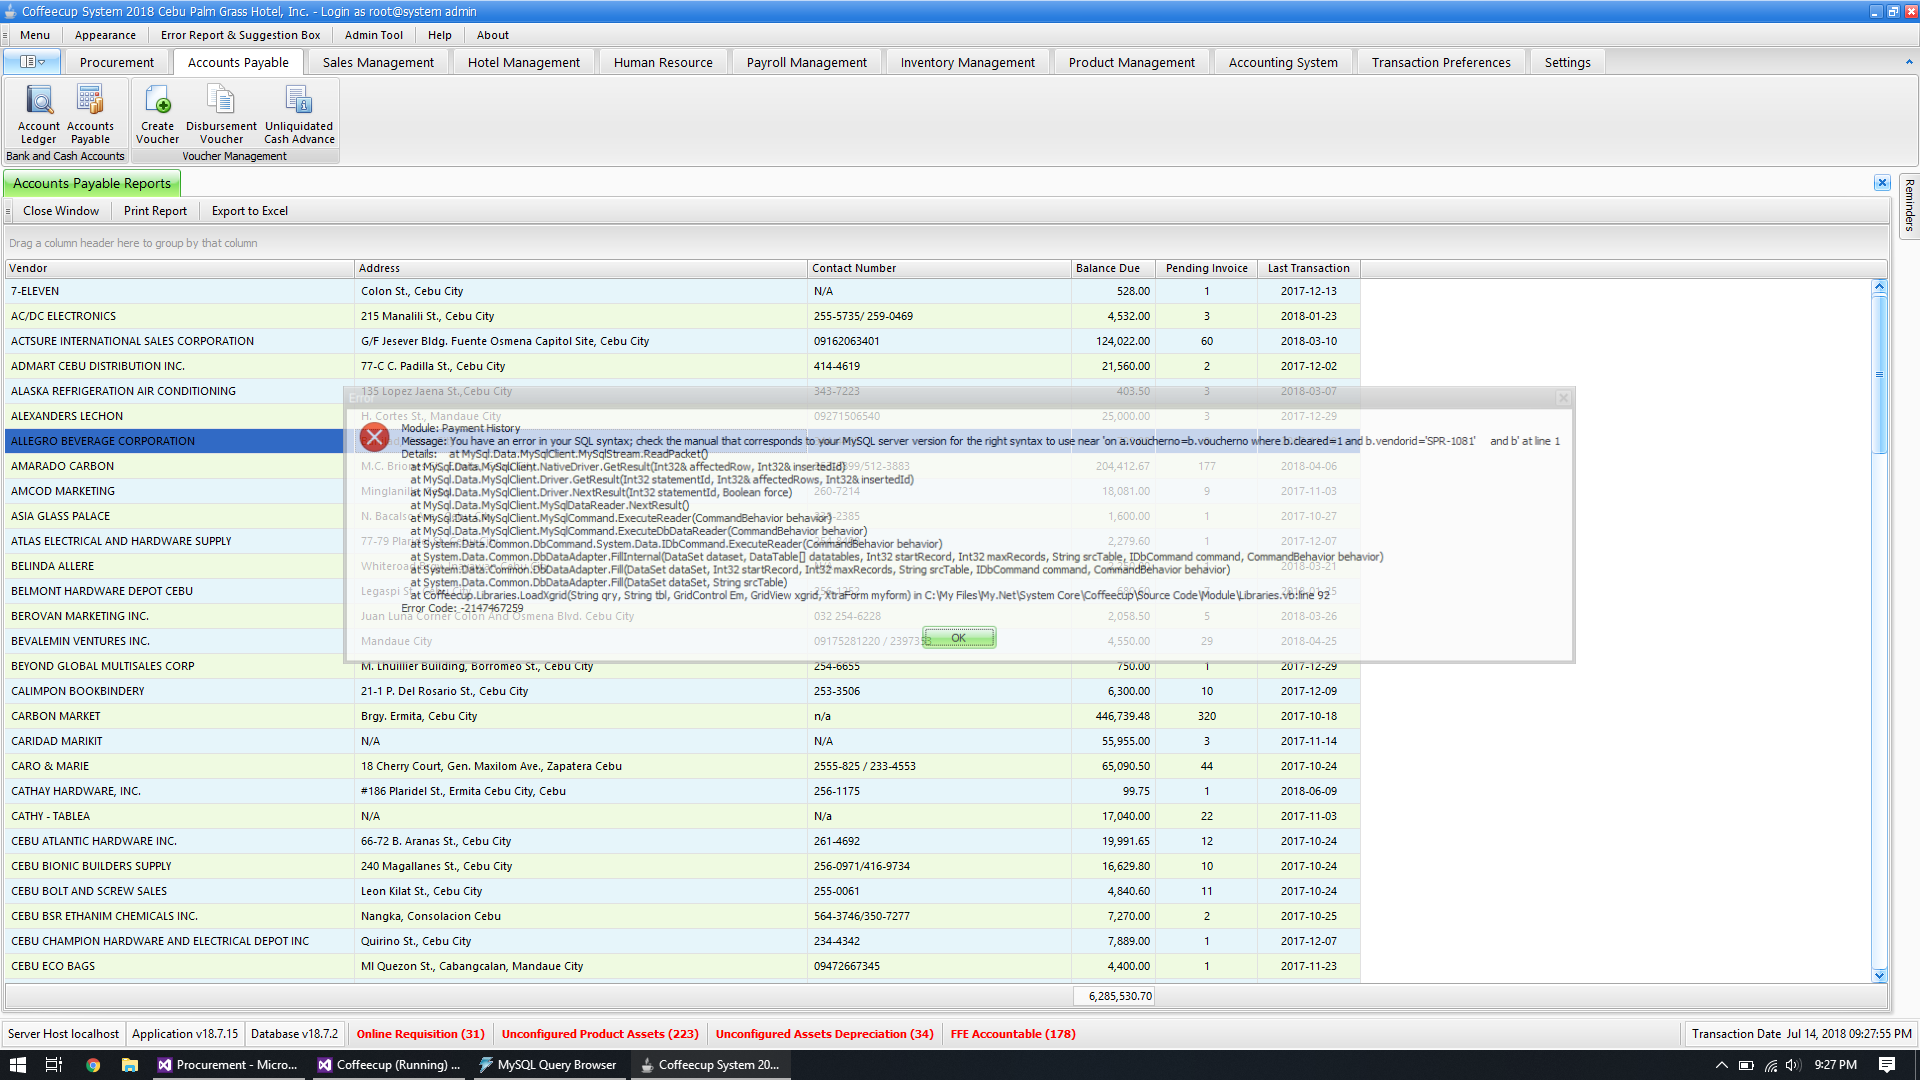 Coffeecup System 2018 Cebu Palm Grass Hotel, Inc. - Login as root@system admin
Menu Appearance Error Report & Suggestion Box Admin Tool Help About
Procurement Accounts Payable Sales Management Hotel Management Human Resource Payroll Management Inventory Management Product Management Accounting System Transaction Preferences Settings
Account Ledger Accounts Payable Create Voucher Disbursement Voucher Unliquidated Cash Advance
Bank and Cash Accounts Voucher Management
Accounts Payable Reports
Reminders
Close Window Print Report Export to Excel
Drag a column header here to group by that column
Vendor Address Contact Number Balance Due Pending Invoice Last Transaction
7-ELEVEN Colon St., Cebu City N/A 528.00 1 2017-12-13
AC/DC ELECTRONICS 215 Manalili St., Cebu City 255-5735/ 259-0469 4,532.00 3 2018-01-23
ACTSURE INTERNATIONAL SALES CORPORATION G/F Jesever Bldg. Fuente Osmena Capitol Site, Cebu City 09162063401 124,022.00 60 2018-03-10
ADMART CEBU DISTRIBUTION INC. 77-C C. Padilla St., Cebu City 414-4619 21,560.00 2 2017-12-02
ALASKA REFRIGERATION AIR CONDITIONING 135 Lopez Jaena St.,Cebu City 343-7223 403.50 3 2018-03-07
Error
ALEXANDERS LECHON H. Cortes St., Mandaue City 09271506540 25,000.00 3 2017-12-29
Module: Payment History
ALLEGRO BEVERAGE CORPORATION
Message: You have an error in your SQL syntax; check the manual that corresponds to your MySQL server version for the right syntax to use near 'on a.voucherno=b.voucherno where b.cleared=1 and b.vendorid='SPR-1081' and b' at line 1
Details: at MySql.Data.MySqlClient.MySqlStream.ReadPacket()
AMARADO CARBON 204,412.67 177 2018-04-06
at MySql.Data.MySqlClient.NativeDriver.GetResult(Int32& affectedRow, Int32& insertedId)
at MySql.Data.MySqlClient.Driver.GetResult(Int32 statementId, Int32& affectedRows, Int32& insertedId)
AMCOD MARKETING 260-7214 18,081.00 9 2017-11-03
at MySql.Data.MySqlClient.Driver.NextResult(Int32 statementId, Boolean force)
at MySql.Data.MySqlClient.MySqlDataReader.NextResult()
ASIA GLASS PALACE 1,600.00 1 2017-10-27
at MySql.Data.MySqlClient.MySqlCommand.ExecuteReader(CommandBehavior behavior)
at MySql.Data.MySqlClient.MySqlCommand.ExecuteDbDataReader(CommandBehavior behavior)
ATLAS ELECTRICAL AND HARDWARE SUPPLY 2,279.60 1 2017-12-07
at System.Data.Common.DbCommand.System.Data.IDbCommand.ExecuteReader(CommandBehavior behavior)
at System.Data.Common.DbDataAdapter.FillInternal(DataSet dataset, DataTable[] datatables, Int32 startRecord, Int32 maxRecords, String srcTable, IDbCommand command, CommandBehavior behavior)
BELINDA ALLERE
at System.Data.Common.DbDataAdapter.Fill(DataSet dataSet, Int32 startRecord, Int32 maxRecords, String srcTable, IDbCommand command, CommandBehavior behavior)
at System.Data.Common.DbDataAdapter.Fill(DataSet dataSet, String srcTable)
BELMONT HARDWARE DEPOT CEBU
at Coffeecup.Libraries.LoadXgrid(String qry, String tbl, GridControl Em, GridView xgrid, XtraForm myform) in C:\My Files\My.Net\System Core\Coffeecup\Source Code\Module\Libraries.vb:line 92
Error Code: -2147467259
BEROVAN MARKETING INC. Juan Luna Corner Colon And Osmena Blvd. Cebu City 032 254-6228 2,058.50 5 2018-03-26
OK
BEVALEMIN VENTURES INC. Mandaue City 09175281220 / 2397353 4,550.00 29 2018-04-25
BEYOND GLOBAL MULTISALES CORP M. Lhuillier Building, Borromeo St., Cebu City 254-6655 750.00 1 2017-12-29
CALIMPON BOOKBINDERY 21-1 P. Del Rosario St., Cebu City 253-3506 6,300.00 10 2017-12-09
CARBON MARKET Brgy. Ermita, Cebu City n/a 446,739.48 320 2017-10-18
CARIDAD MARIKIT N/A N/A 55,955.00 3 2017-11-14
CARO & MARIE 18 Cherry Court, Gen. Maxilom Ave., Zapatera Cebu 2555-825 / 233-4553 65,090.50 44 2017-10-24
CATHAY HARDWARE, INC. #186 Plaridel St., Ermita Cebu City, Cebu 256-1175 99.75 1 2018-06-09
CATHY - TABLEA N/A N/a 17,040.00 22 2017-11-03
CEBU ATLANTIC HARDWARE INC. 66-72 B. Aranas St., Cebu City 261-4692 19,991.65 12 2017-10-24
CEBU BIONIC BUILDERS SUPPLY 240 Magallanes St., Cebu City 256-0971/416-9734 16,629.80 10 2017-10-24
CEBU BOLT AND SCREW SALES Leon Kilat St., Cebu City 255-0061 4,840.60 11 2017-10-24
CEBU BSR ETHANIM CHEMICALS INC. Nangka, Consolacion Cebu 564-3746/350-7277 7,270.00 2 2017-10-25
CEBU CHAMPION HARDWARE AND ELECTRICAL DEPOT INC Quirino St., Cebu City 234-4342 7,889.00 1 2017-12-07
CEBU ECO BAGS Ml Quezon St., Cabangcalan, Mandaue City 09472667345 4,400.00 1 2017-11-23
6,285,530.70
Server Host localhost Application v18.7.15 Database v18.7.2 Online Requisition (31) Unconfigured Product Assets (223) Unconfigured Assets Depreciation (34) FFE Accountable (178) Transaction Date Jul 14, 2018 09:27:55 PM
Procurement - Micro... Coffeecup (Running) ... MySQL Query Browser Coffeecup System 20... 9:27 PM